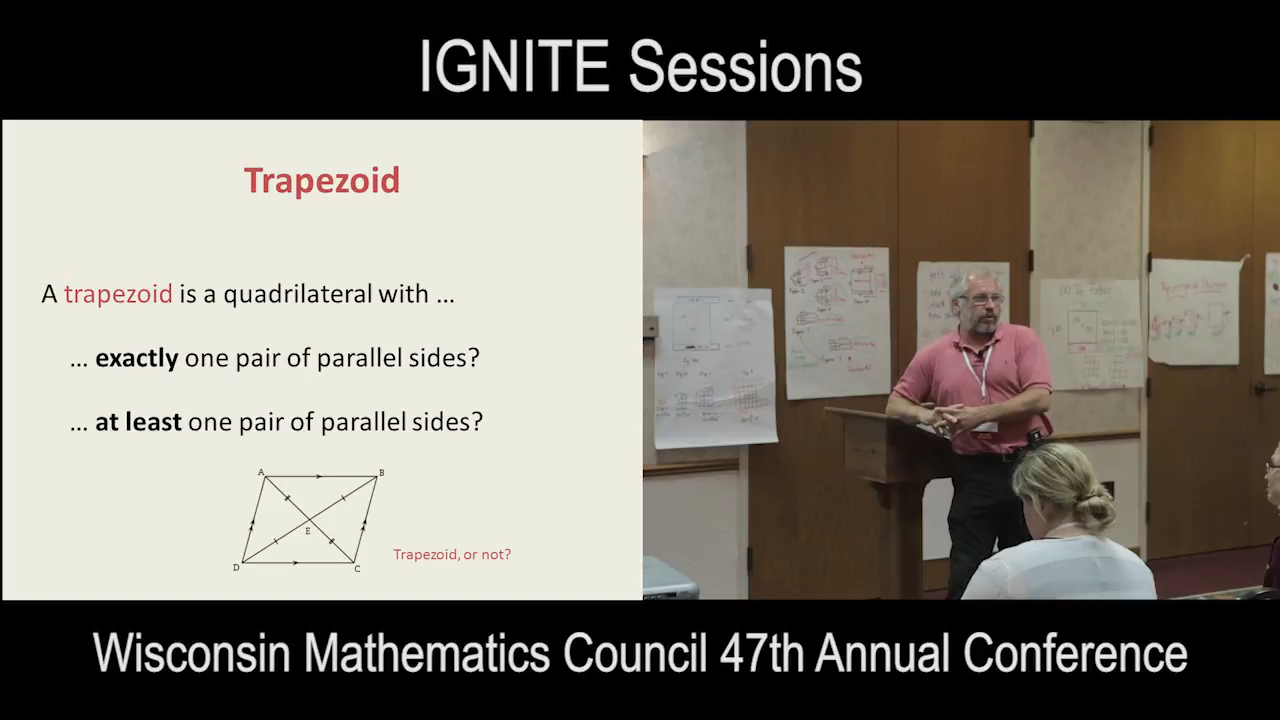 IGNITE Sessions
Trapezoid
A trapezoid is a quadrilateral with ...
... exactly one pair of parallel sides?
... at least one pair of parallel sides?
A
B
E
D
C
Trapezoid, or not?
Wisconsin Mathematics Council 47th Annual Conference